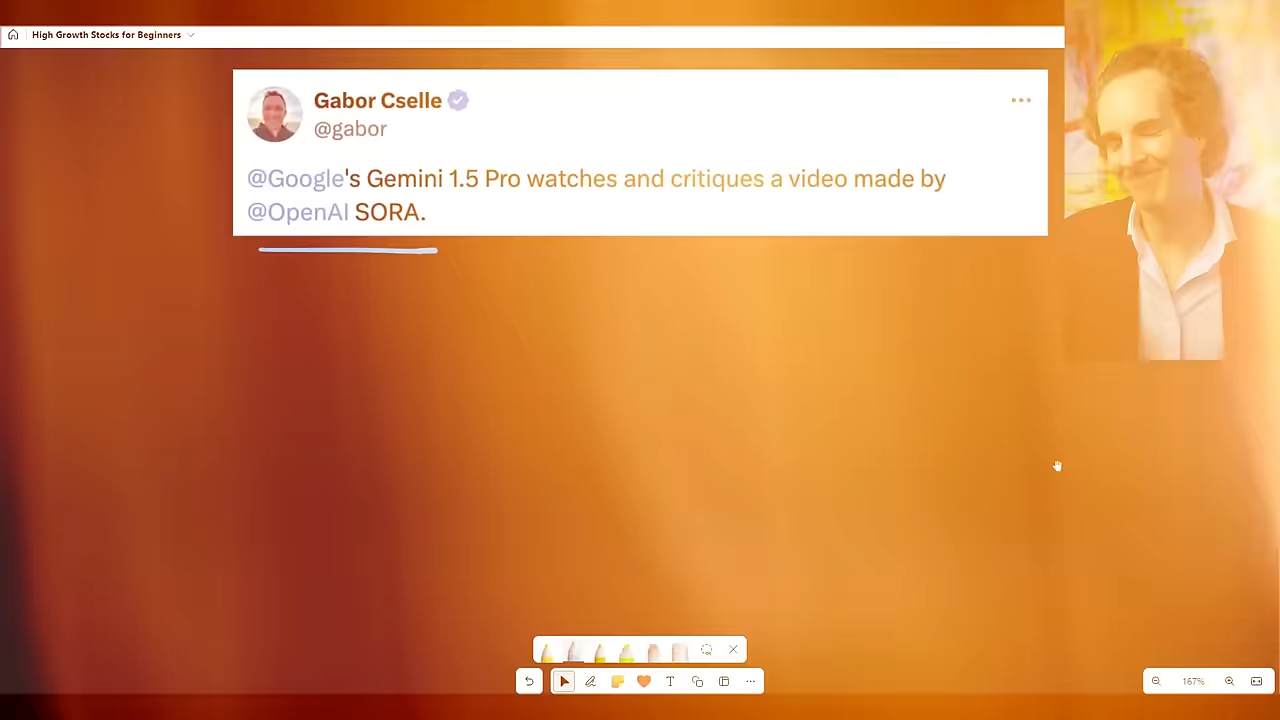 High Growth Stocks for Beginners
Gabor Cselle
@gabor
@Google's Gemini 1.5 Pro watches and critiques a video made by
@OpenAI SORA.
T
167%